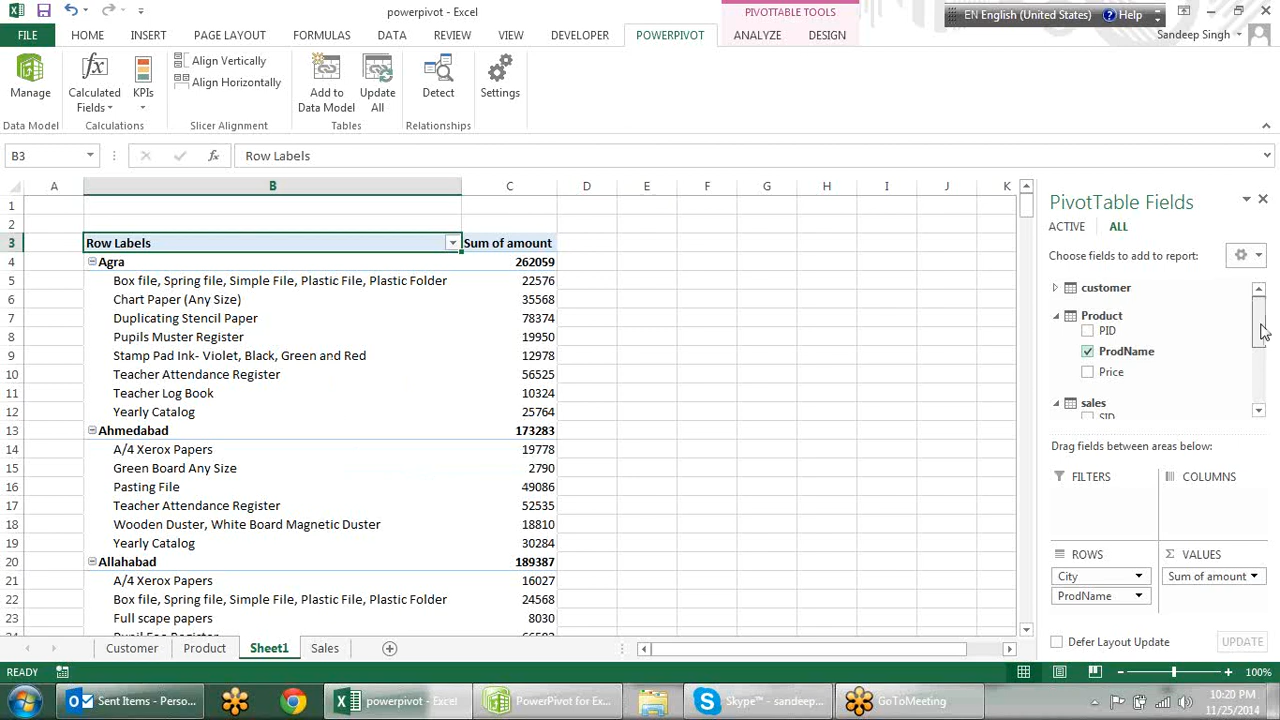 powerpivot - Excel
PIVOTTABLE TOOLS
EN English (United States)
Help
FILE
HOME
INSERT
PAGE LAYOUT
FORMULAS
DATA
REVIEW
VIEW
DEVELOPER
POWERPIVOT
ANALYZE
DESIGN
Sandeep Singh
Manage
Calculated
Fields
KPIs
Align Vertically
Align Horizontally
Add to
Data Model
Update
All
Detect
Settings
Data Model
Calculations
Slicer Alignment
Tables
Relationships
B3
fx
Row Labels
A B C D E F G H I J K
PivotTable Fields
ACTIVE ALL
Choose fields to add to report:
customer
Product
PID
ProdName
Price
sales
SID
1
2
3 Row Labels Sum of amount
4 Agra 262059
5 Box file, Spring file, Simple File, Plastic File, Plastic Folder 22576
6 Chart Paper (Any Size) 35568
7 Duplicating Stencil Paper 78374
8 Pupils Muster Register 19950
9 Stamp Pad Ink- Violet, Black, Green and Red 12978
10 Teacher Attendance Register 56525
11 Teacher Log Book 10324
12 Yearly Catalog 25764
13 Ahmedabad 173283
14 A/4 Xerox Papers 19778
15 Green Board Any Size 2790
16 Pasting File 49086
17 Teacher Attendance Register 52535
18 Wooden Duster, White Board Magnetic Duster 18810
19 Yearly Catalog 30284
20 Allahabad 189387
21 A/4 Xerox Papers 16027
22 Box file, Spring file, Simple File, Plastic File, Plastic Folder 24568
23 Full scape papers 8030
Drag fields between areas below:
FILTERS
COLUMNS
ROWS
VALUES
City
Sum of amount
ProdName
Defer Layout Update
UPDATE
Customer
Product
Sheet1
Sales
READY
100%
Sent Items - Perso...
powerpivot - Excel
PowerPivot for Exc...
Skype™ - sandeep...
GoToMeeting
10:20 PM
11/25/2014